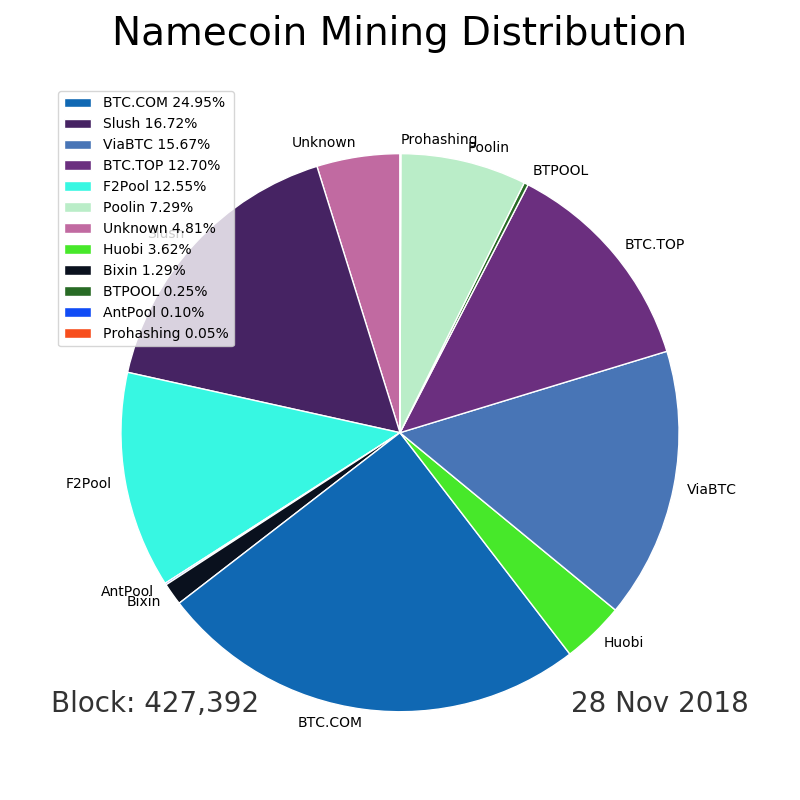 Namecoin Mining Distribution
BTC.COM 24.95%
Slush 16.72%
ViaBTC 15.67%
BTC.TOP 12.70%
F2Pool 12.55%
Poolin 7.29%
Unknown 4.81%
Huobi 3.62%
Bixin 1.29%
BTPOOL 0.25%
AntPool 0.10%
Prohashing 0.05%
Unknown
Prohashing
Poolin
BTPOOL
BTC.TOP
Slush
F2Pool
ViaBTC
AntPool
Bixin
Huobi
BTC.COM
Block: 427,392
28 Nov 2018